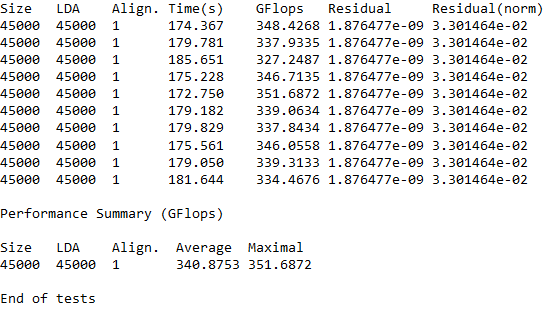 Size   LDA    Align. Time(s)    GFlops   Residual     Residual(norm)
45000  45000  1      174.367    348.4268 1.876477e-09 3.301464e-02
45000  45000  1      179.781    337.9335 1.876477e-09 3.301464e-02
45000  45000  1      185.651    327.2487 1.876477e-09 3.301464e-02
45000  45000  1      175.228    346.7135 1.876477e-09 3.301464e-02
45000  45000  1      172.750    351.6872 1.876477e-09 3.301464e-02
45000  45000  1      179.182    339.0634 1.876477e-09 3.301464e-02
45000  45000  1      179.829    337.8434 1.876477e-09 3.301464e-02
45000  45000  1      175.561    346.0558 1.876477e-09 3.301464e-02
45000  45000  1      179.050    339.3133 1.876477e-09 3.301464e-02
45000  45000  1      181.644    334.4676 1.876477e-09 3.301464e-02

Performance Summary (GFlops)

Size   LDA    Align.  Average  Maximal
45000  45000  1       340.8753 351.6872

End of tests